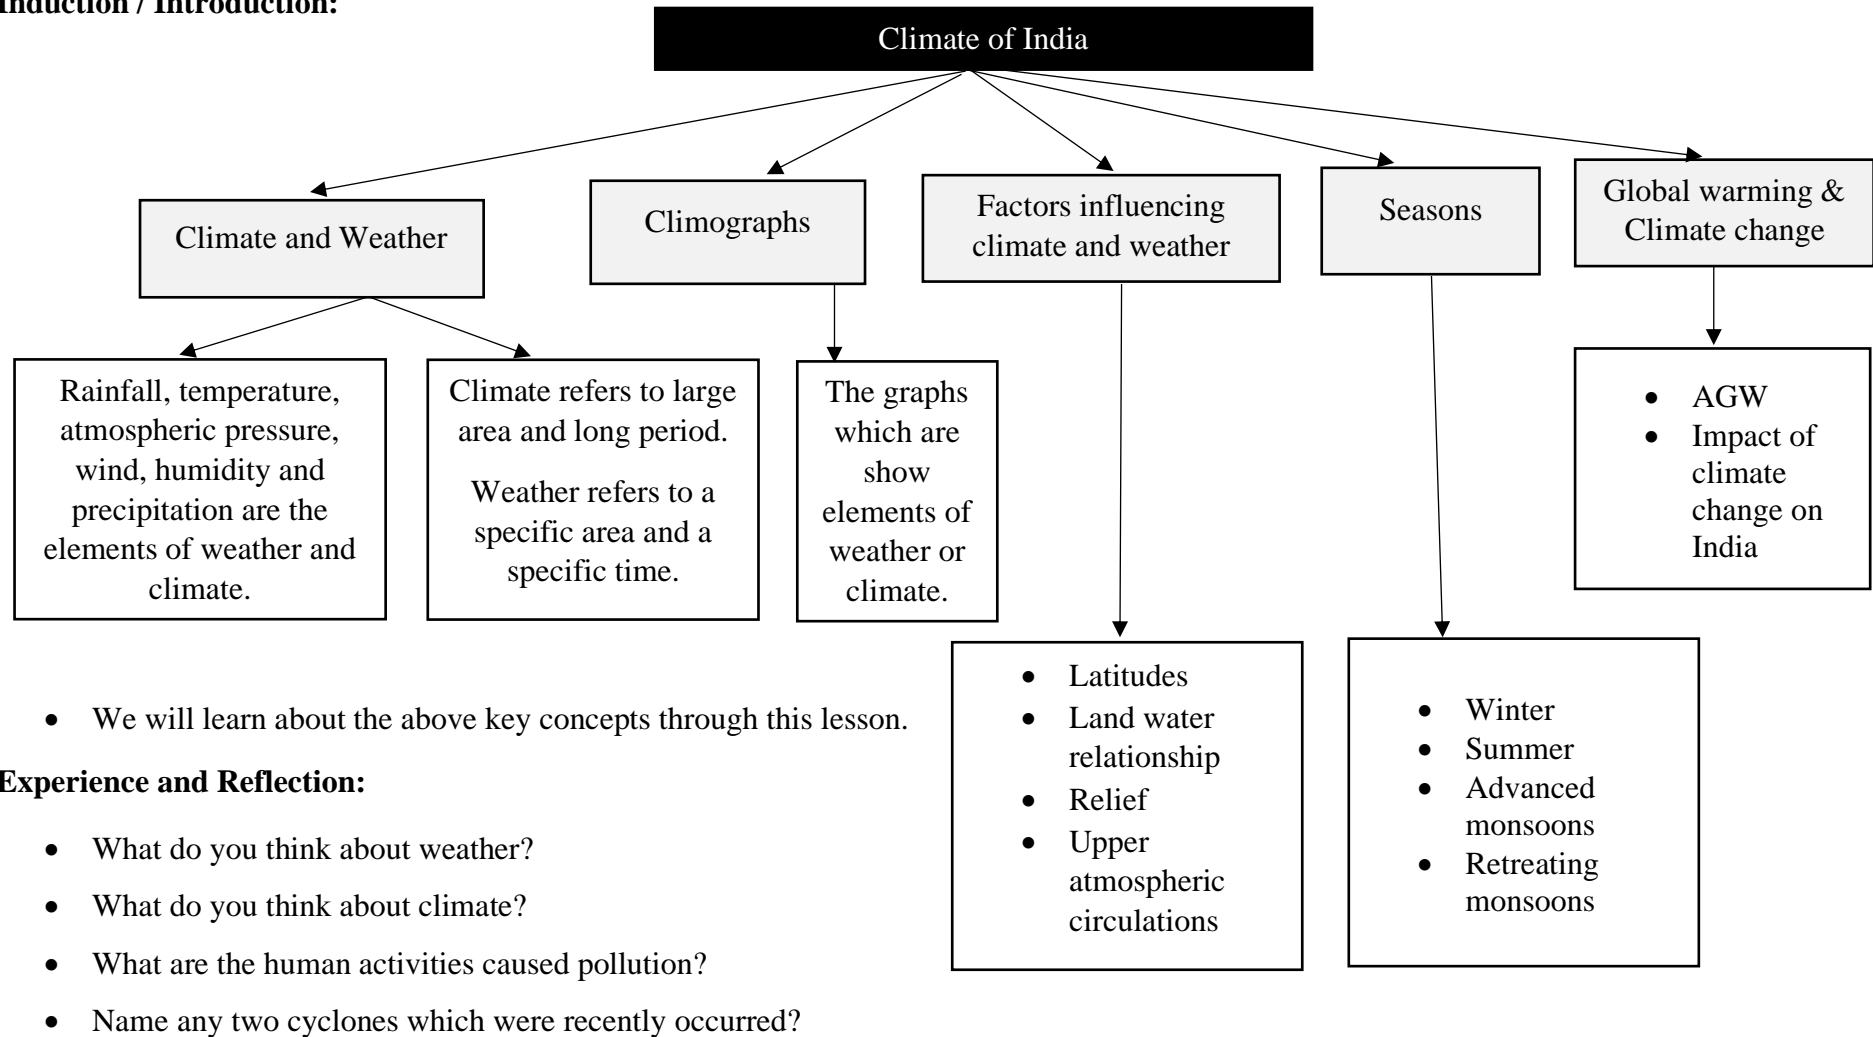 Induction / Introduction:
Climate of India
Climate and Weather
Climographs
Factors influencing
climate and weather
Seasons
Global warming &
Climate change
Rainfall, temperature,
atmospheric pressure,
wind, humidity and
precipitation are the
elements of weather and
climate.
Climate refers to large
area and long period.
Weather refers to a
specific area and a
specific time.
The graphs
which are
show
elements of
weather or
climate.
• Latitudes
• Land water
relationship
• Relief
• Upper
atmospheric
circulations
• Winter
• Summer
• Advanced
monsoons
• Retreating
monsoons
• AGW
• Impact of
climate
change on
India
• We will learn about the above key concepts through this lesson.
Experience and Reflection:
• What do you think about weather?
• What do you think about climate?
• What are the human activities caused pollution?
• Name any two cyclones which were recently occurred?